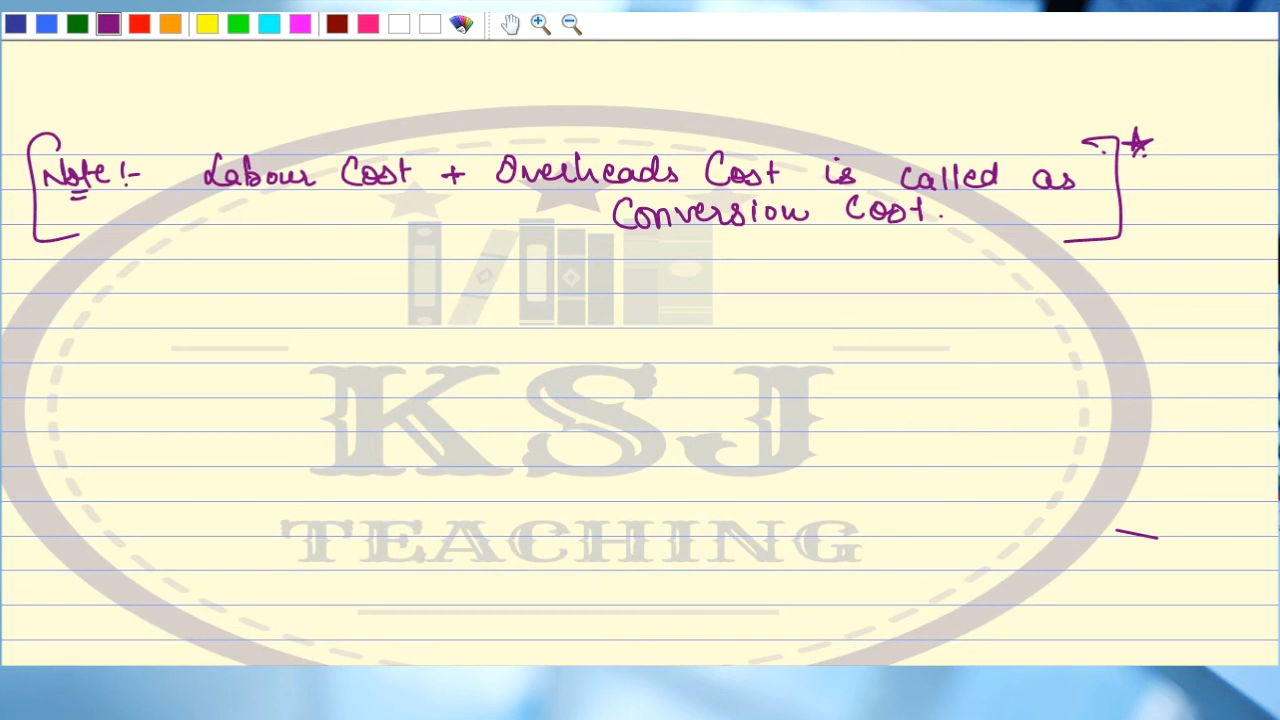 Note :- Labour Cost + Overheads Cost is called as
Conversion Cost.
KSJ
TEACHING